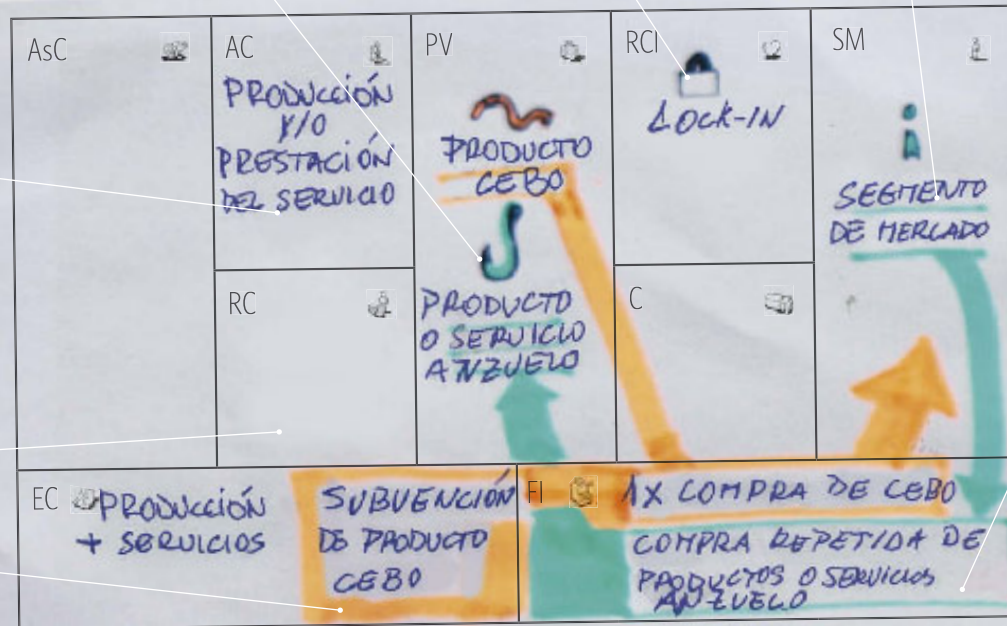 AsC
AC
PRODUCCIÓN
Y/O
PRESTACIÓN
DEL SERVICIO
PV
PRODUCTO
CEBO
PRODUCTO
O SERVICIO
ANZUELO
RCl
LOCK-IN
SM
SEGMENTO
DE MERCADO
RC
C
EC
PRODUCCIÓN
+ SERVICIOS
SUBVENCIÓN
DE PRODUCTO
CEBO
FI
1X COMPRA DE CEBO
COMPRA REPETIDA DE
PRODUCTOS O SERVICIOS
ANZUELO